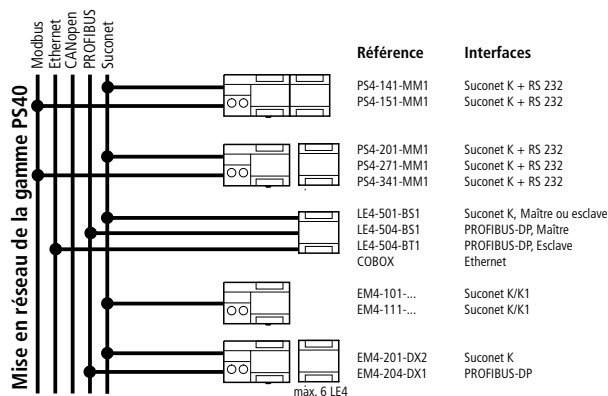 Mise en réseau de la gamme PS40
Modbus
Ethernet
CANopen
PROFIBUS
Suconet
Référence Interfaces
PS4-141-MM1 Suconet K + RS 232
PS4-151-MM1 Suconet K + RS 232
PS4-201-MM1 Suconet K + RS 232
PS4-271-MM1 Suconet K + RS 232
PS4-341-MM1 Suconet K + RS 232
LE4-501-BS1 Suconet K, Maître ou esclave
LE4-504-BS1 PROFIBUS-DP, Maître
LE4-504-BT1 PROFIBUS-DP, Esclave
COBOX Ethernet
EM4-101-... Suconet K/K1
EM4-111-... Suconet K/K1
EM4-201-DX2 Suconet K
EM4-204-DX1 PROFIBUS-DP
max. 6 LE4